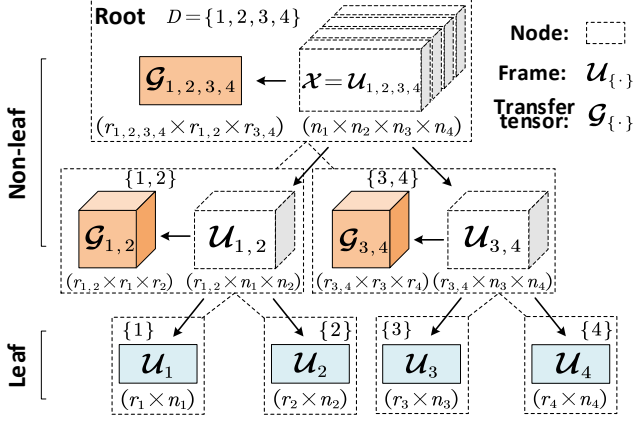 Root D={1,2,3,4}
Node:
Frame: 𝓤{·}
Transfer
tensor: 𝓖{·}
𝓖1,2,3,4
𝓧=𝓤1,2,3,4
(r1,2,3,4×r1,2×r3,4) (n1×n2×n3×n4)
Non-leaf
{1,2} {3,4}
𝓖1,2 𝓤1,2 𝓖3,4 𝓤3,4
(r1,2×r1×r2) (r1,2×n1×n2) (r3,4×r3×r4) (r3,4×n3×n4)
Leaf
{1} {2} {3} {4}
𝓤1 𝓤2 𝓤3 𝓤4
(r1×n1) (r2×n2) (r3×n3) (r4×n4)